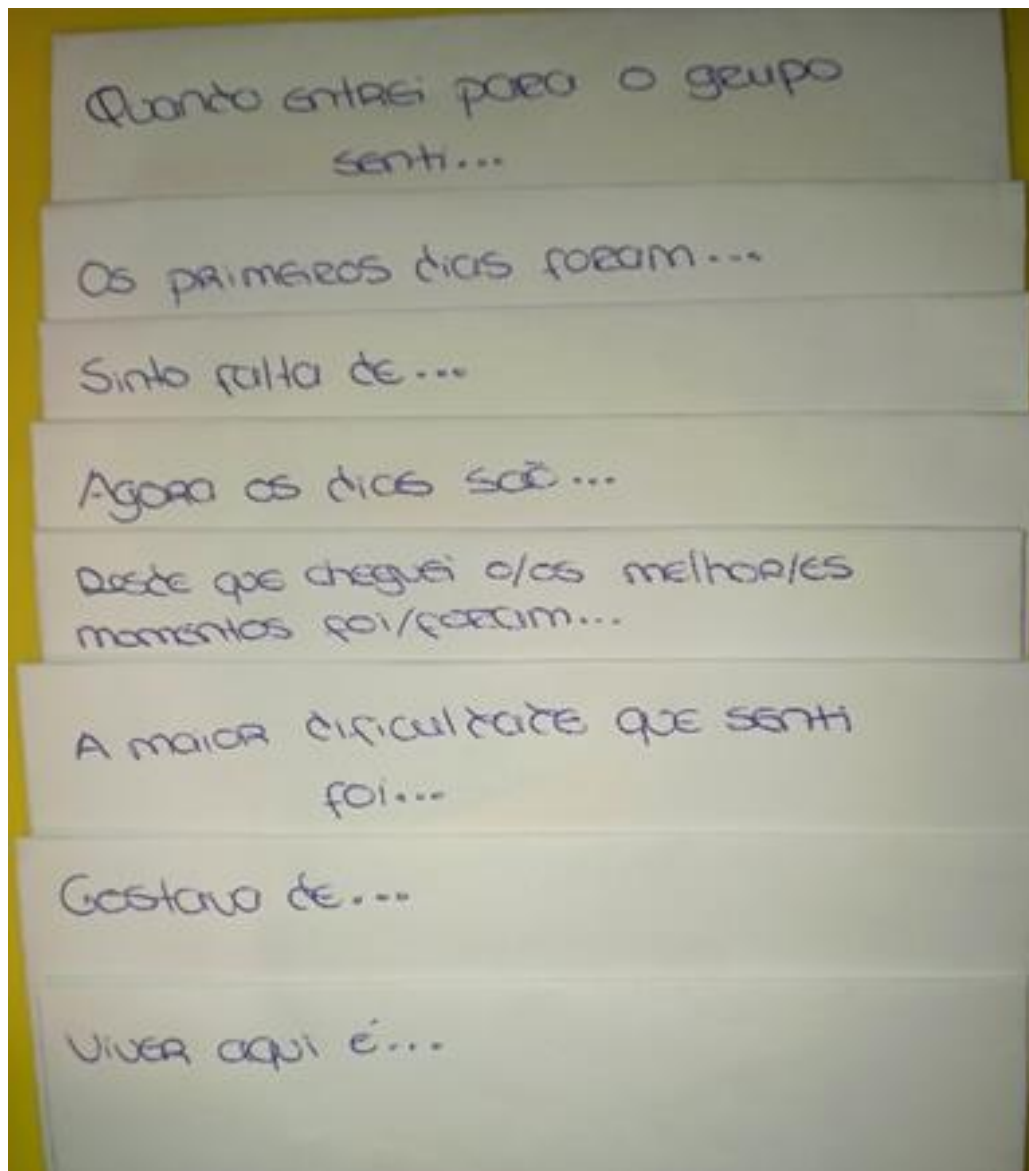 Quando entrei para o grupo
senti...
Os primeiros dias foram...
Sinto falta de...
Agora os dias são...
Desde que cheguei o/os melhor/es
momentos foi/foram...
A maior dificuldade que senti
foi...
Gostava de...
Viver aqui é...